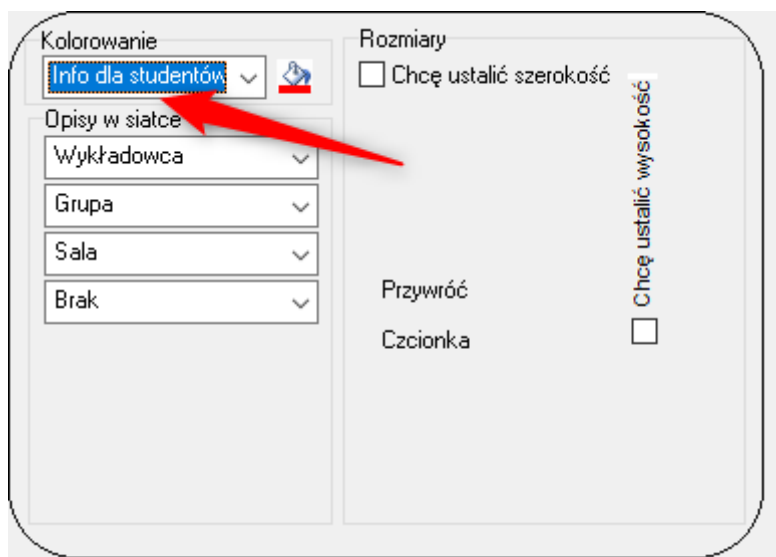 Kolorowanie
Info dla studentów
Opisy w siatce
Wykładowca
Grupa
Sala
Brak
Rozmiary
Chcę ustalić szerokość
Chcę ustalić wysokość
Przywróć
Czcionka